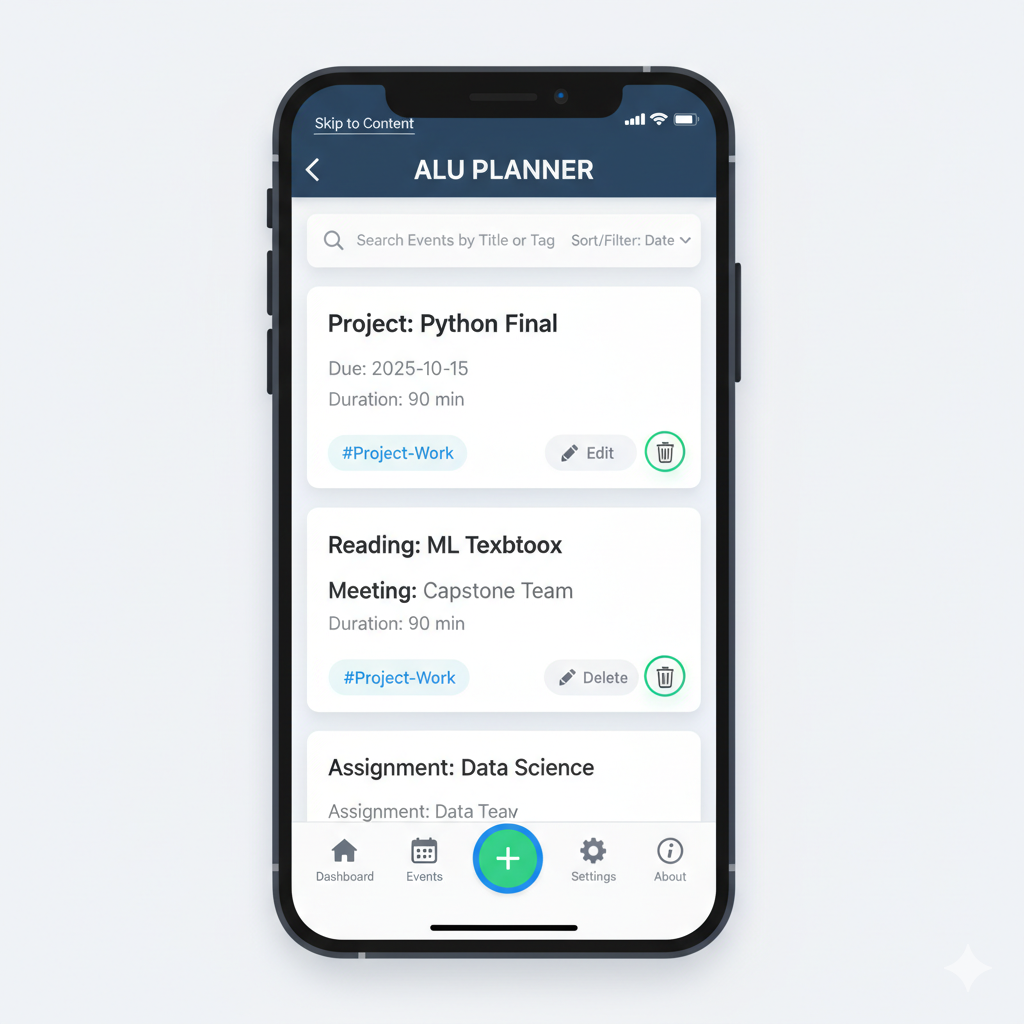 Skip to Content
ALU PLANNER
Search Events by Title or Tag Sort/Filter: Date
Project: Python Final
Due: 2025-10-15
Duration: 90 min
#Project-Work Edit
Reading: ML Texbtoox
Meeting: Capstone Team
Duration: 90 min
#Project-Work Delete
Assignment: Data Science
Assignment: Data Teav
Dashboard Events + Settings About